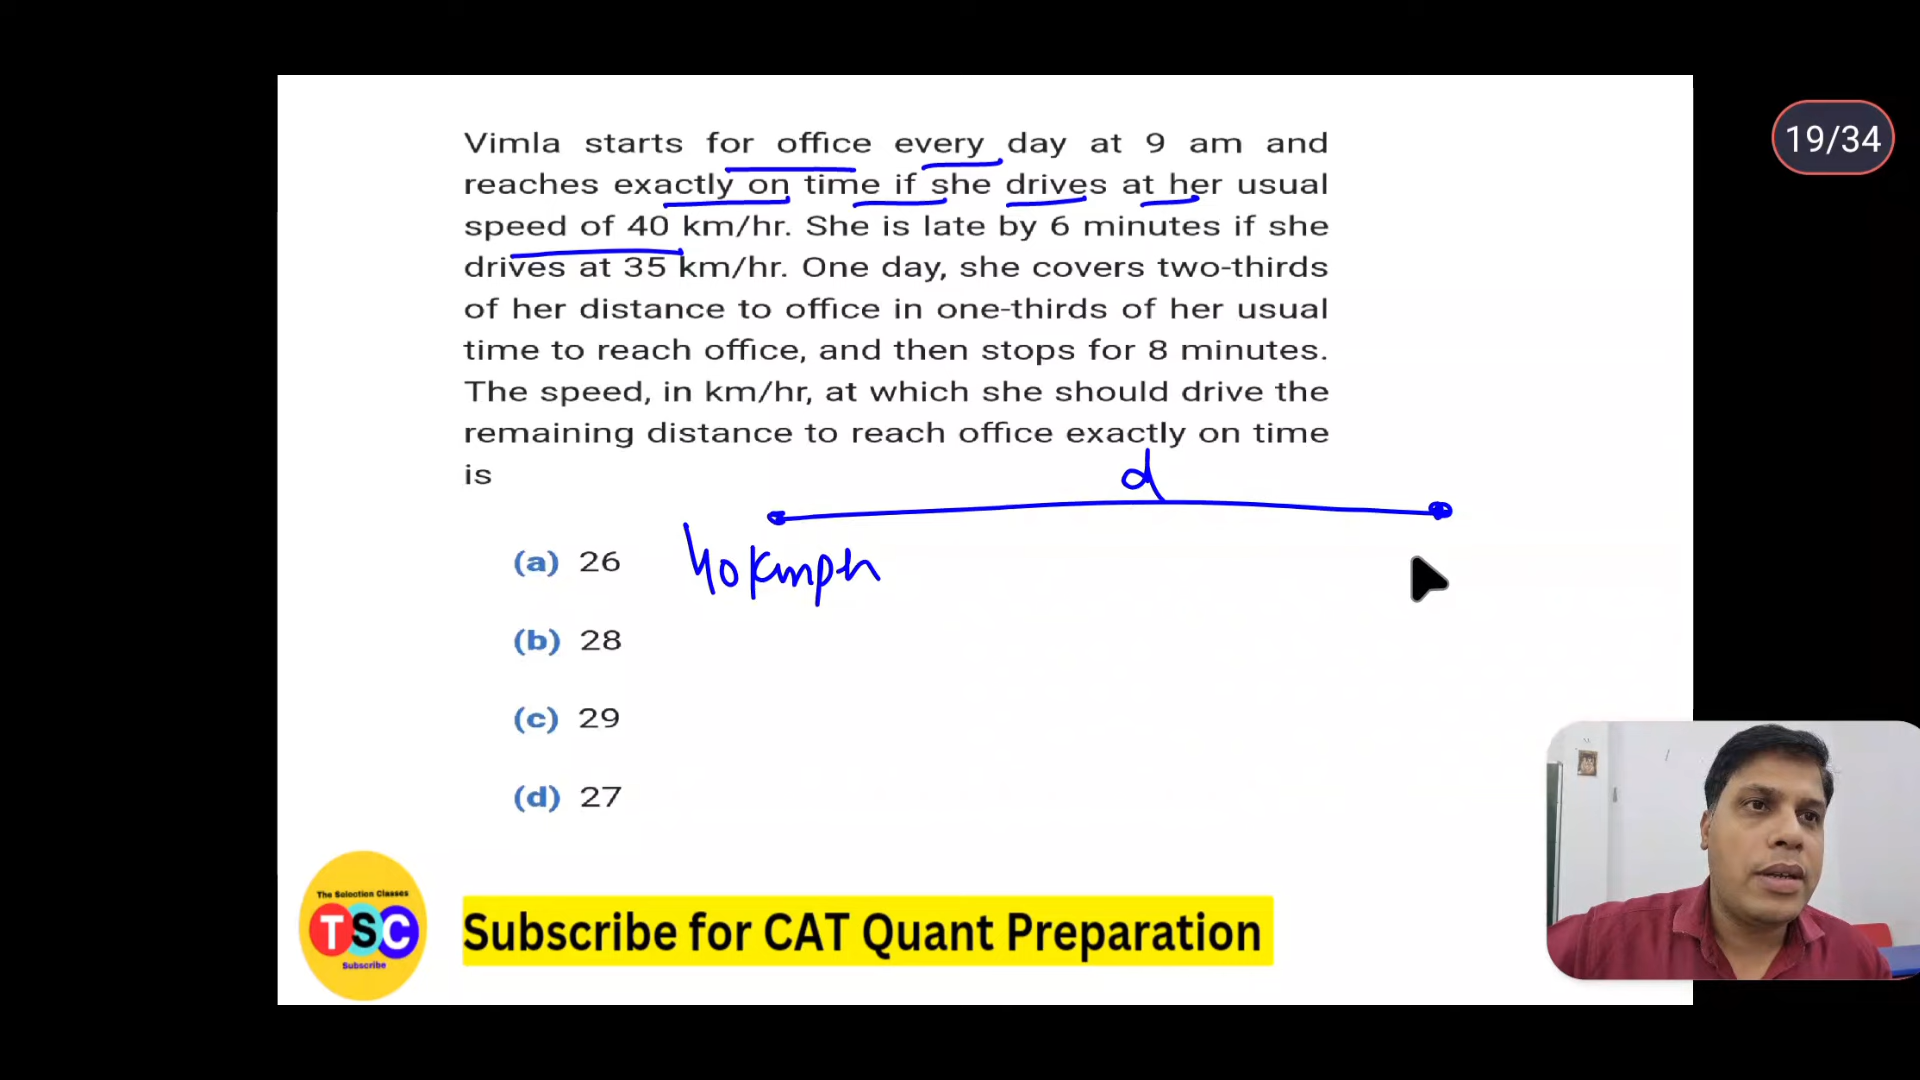 19/34
Vimla starts for office every day at 9 am and
reaches exactly on time if she drives at her usual
speed of 40 km/hr. She is late by 6 minutes if she
drives at 35 km/hr. One day, she covers two-thirds
of her distance to office in one-thirds of her usual
time to reach office, and then stops for 8 minutes.
The speed, in km/hr, at which she should drive the
remaining distance to reach office exactly on time
is
d
40 kmph
(a) 26
(b) 28
(c) 29
(d) 27
The Selection Classes
TSC
Subscribe
Subscribe for CAT Quant Preparation